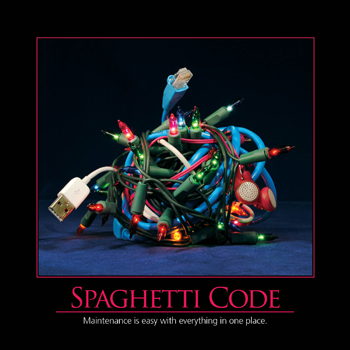 SPAGHETTI CODE
Maintenance is easy with everything in one place.